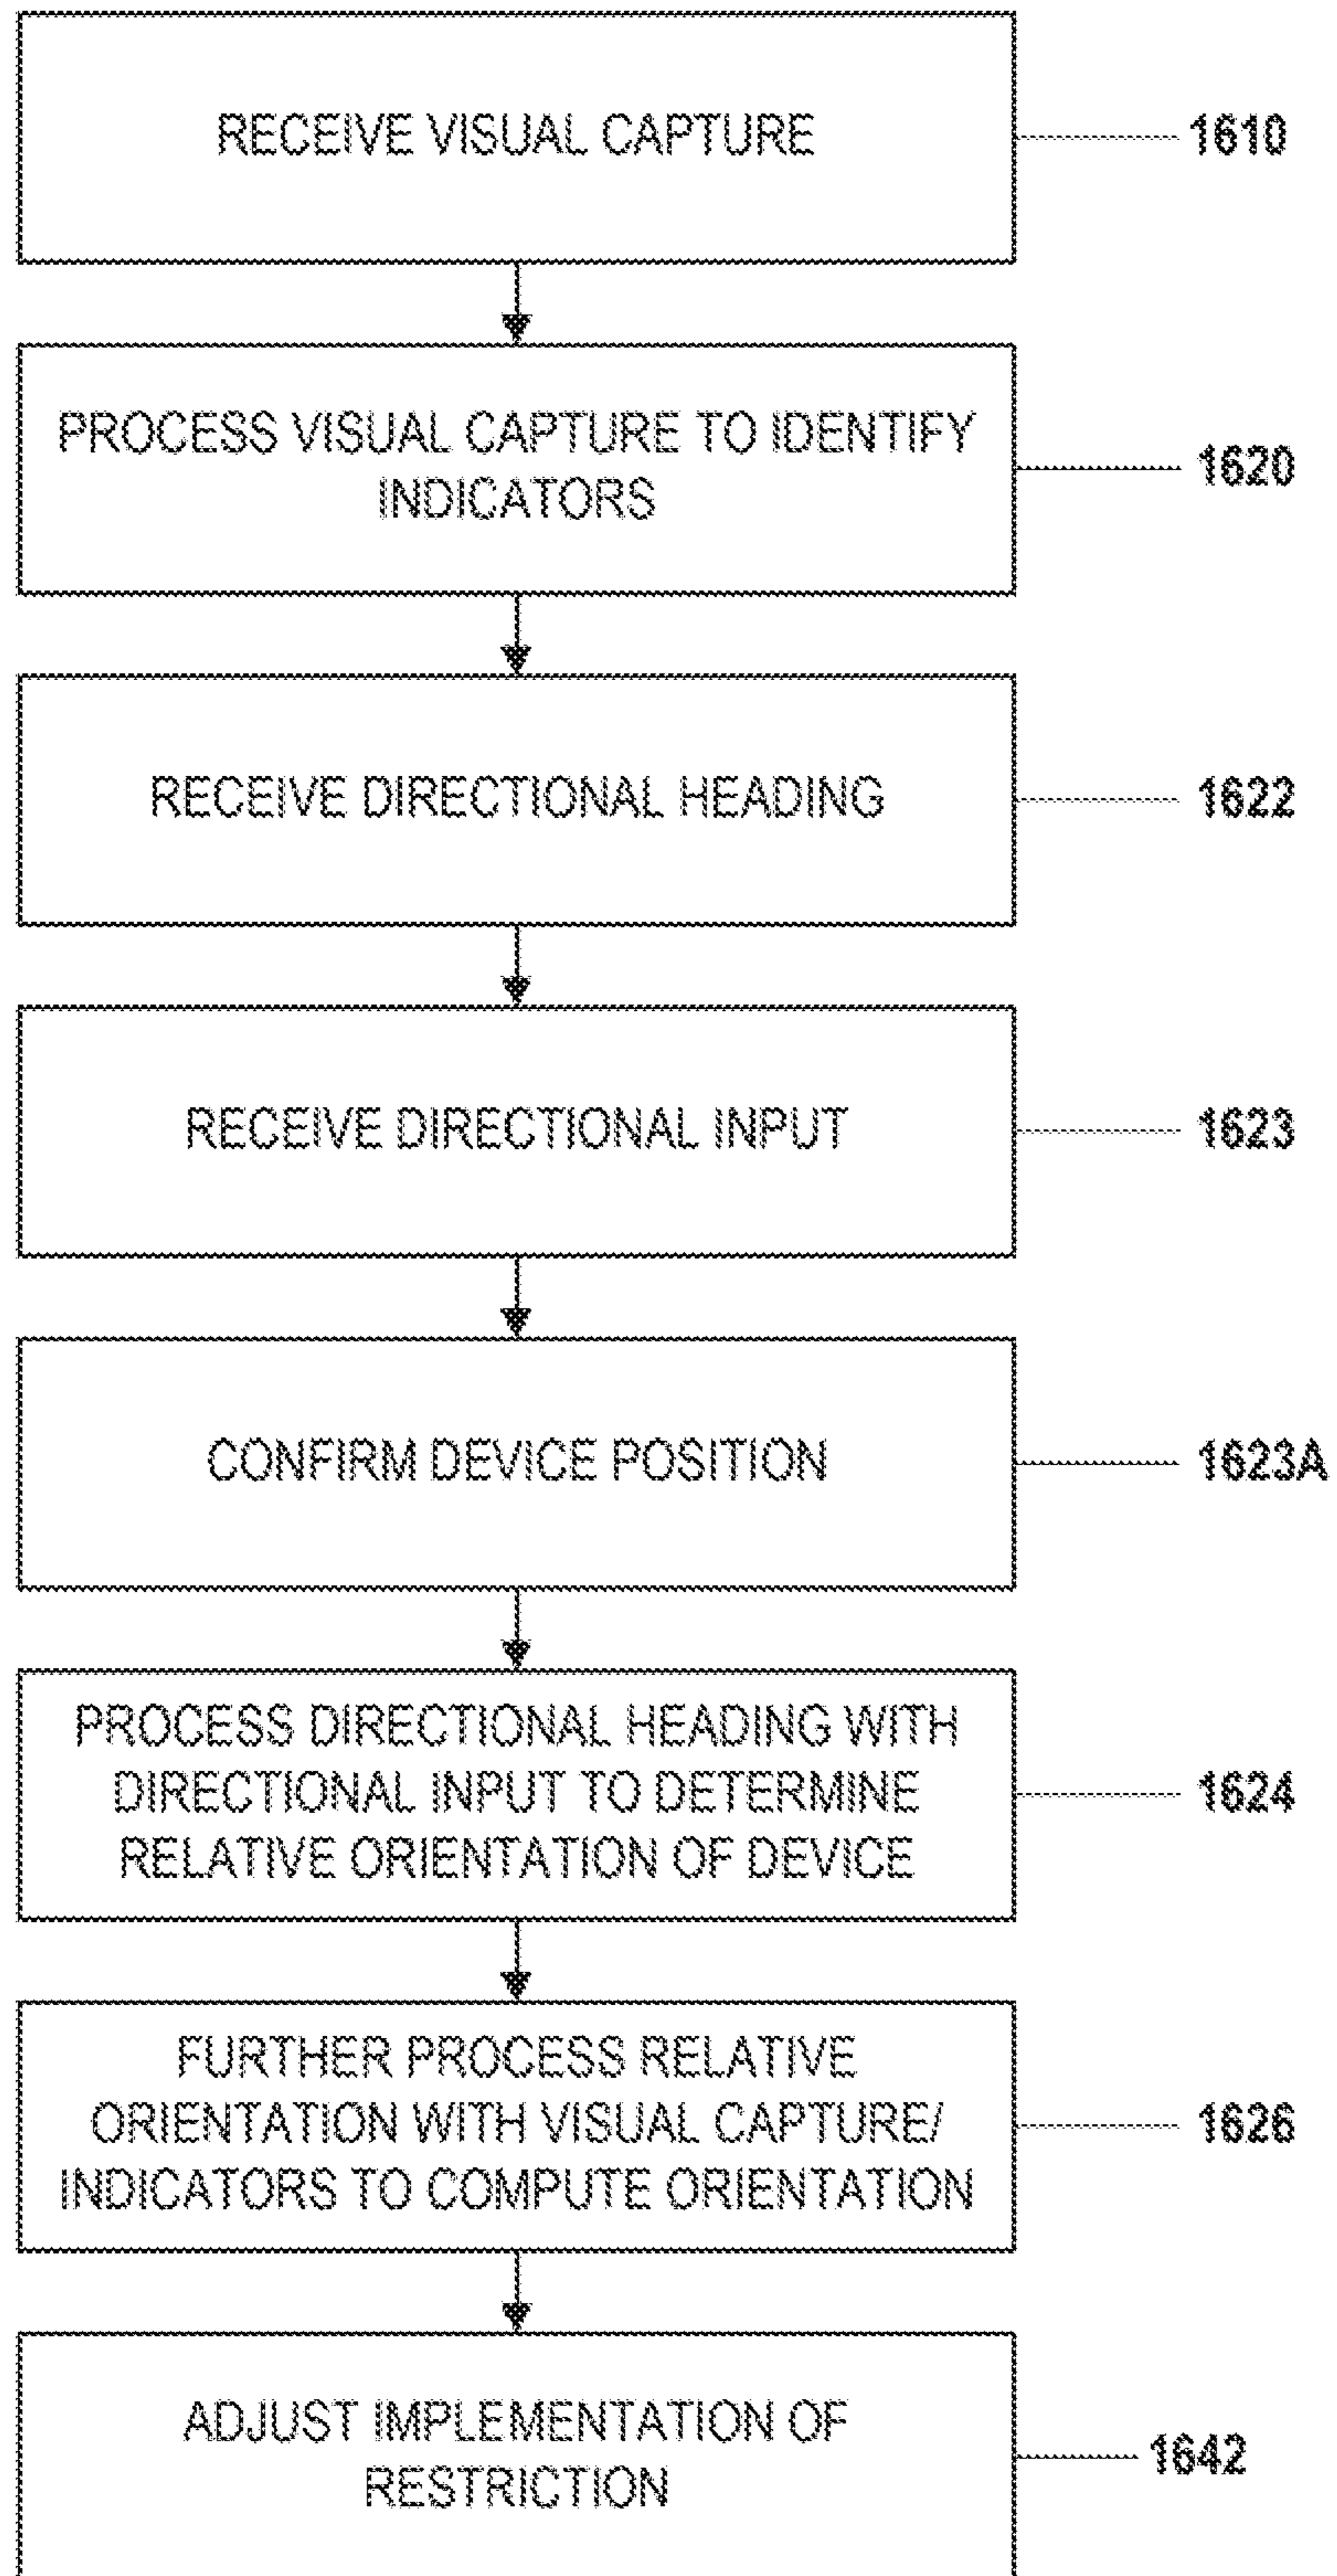 RECEIVE VISUAL CAPTURE
1610
PROCESS VISUAL CAPTURE TO IDENTIFY
INDICATORS
1620
RECEIVE DIRECTIONAL HEADING
1622
RECEIVE DIRECTIONAL INPUT
1623
CONFIRM DEVICE POSITION
1623A
PROCESS DIRECTIONAL HEADING WITH
DIRECTIONAL INPUT TO DETERMINE
RELATIVE ORIENTATION OF DEVICE
1624
FURTHER PROCESS RELATIVE
ORIENTATION WITH VISUAL CAPTURE/
INDICATORS TO COMPUTE ORIENTATION
1626
ADJUST IMPLEMENTATION OF
RESTRICTION
1642